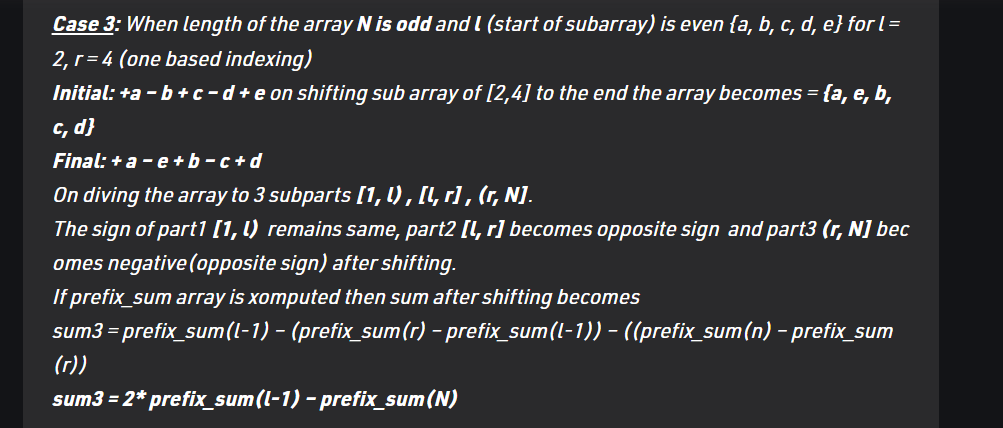 Case 3: When length of the array N is odd and l (start of subarray) is even {a, b, c, d, e} for l =
2, r = 4 (one based indexing)
Initial: +a – b + c – d + e on shifting sub array of [2,4] to the end the array becomes = {a, e, b,
c, d}
Final: + a – e + b – c + d
On diving the array to 3 subparts [1, l) , [l, r] , (r, N].
The sign of part1 [1, l)  remains same, part2 [l, r] becomes opposite sign  and part3 (r, N] bec
omes negative(opposite sign) after shifting.
If prefix_sum array is xomputed then sum after shifting becomes
sum3 = prefix_sum(l-1) – (prefix_sum(r) – prefix_sum(l-1)) – ((prefix_sum(n) – prefix_sum
(r))
sum3 = 2* prefix_sum(l-1) – prefix_sum(N)